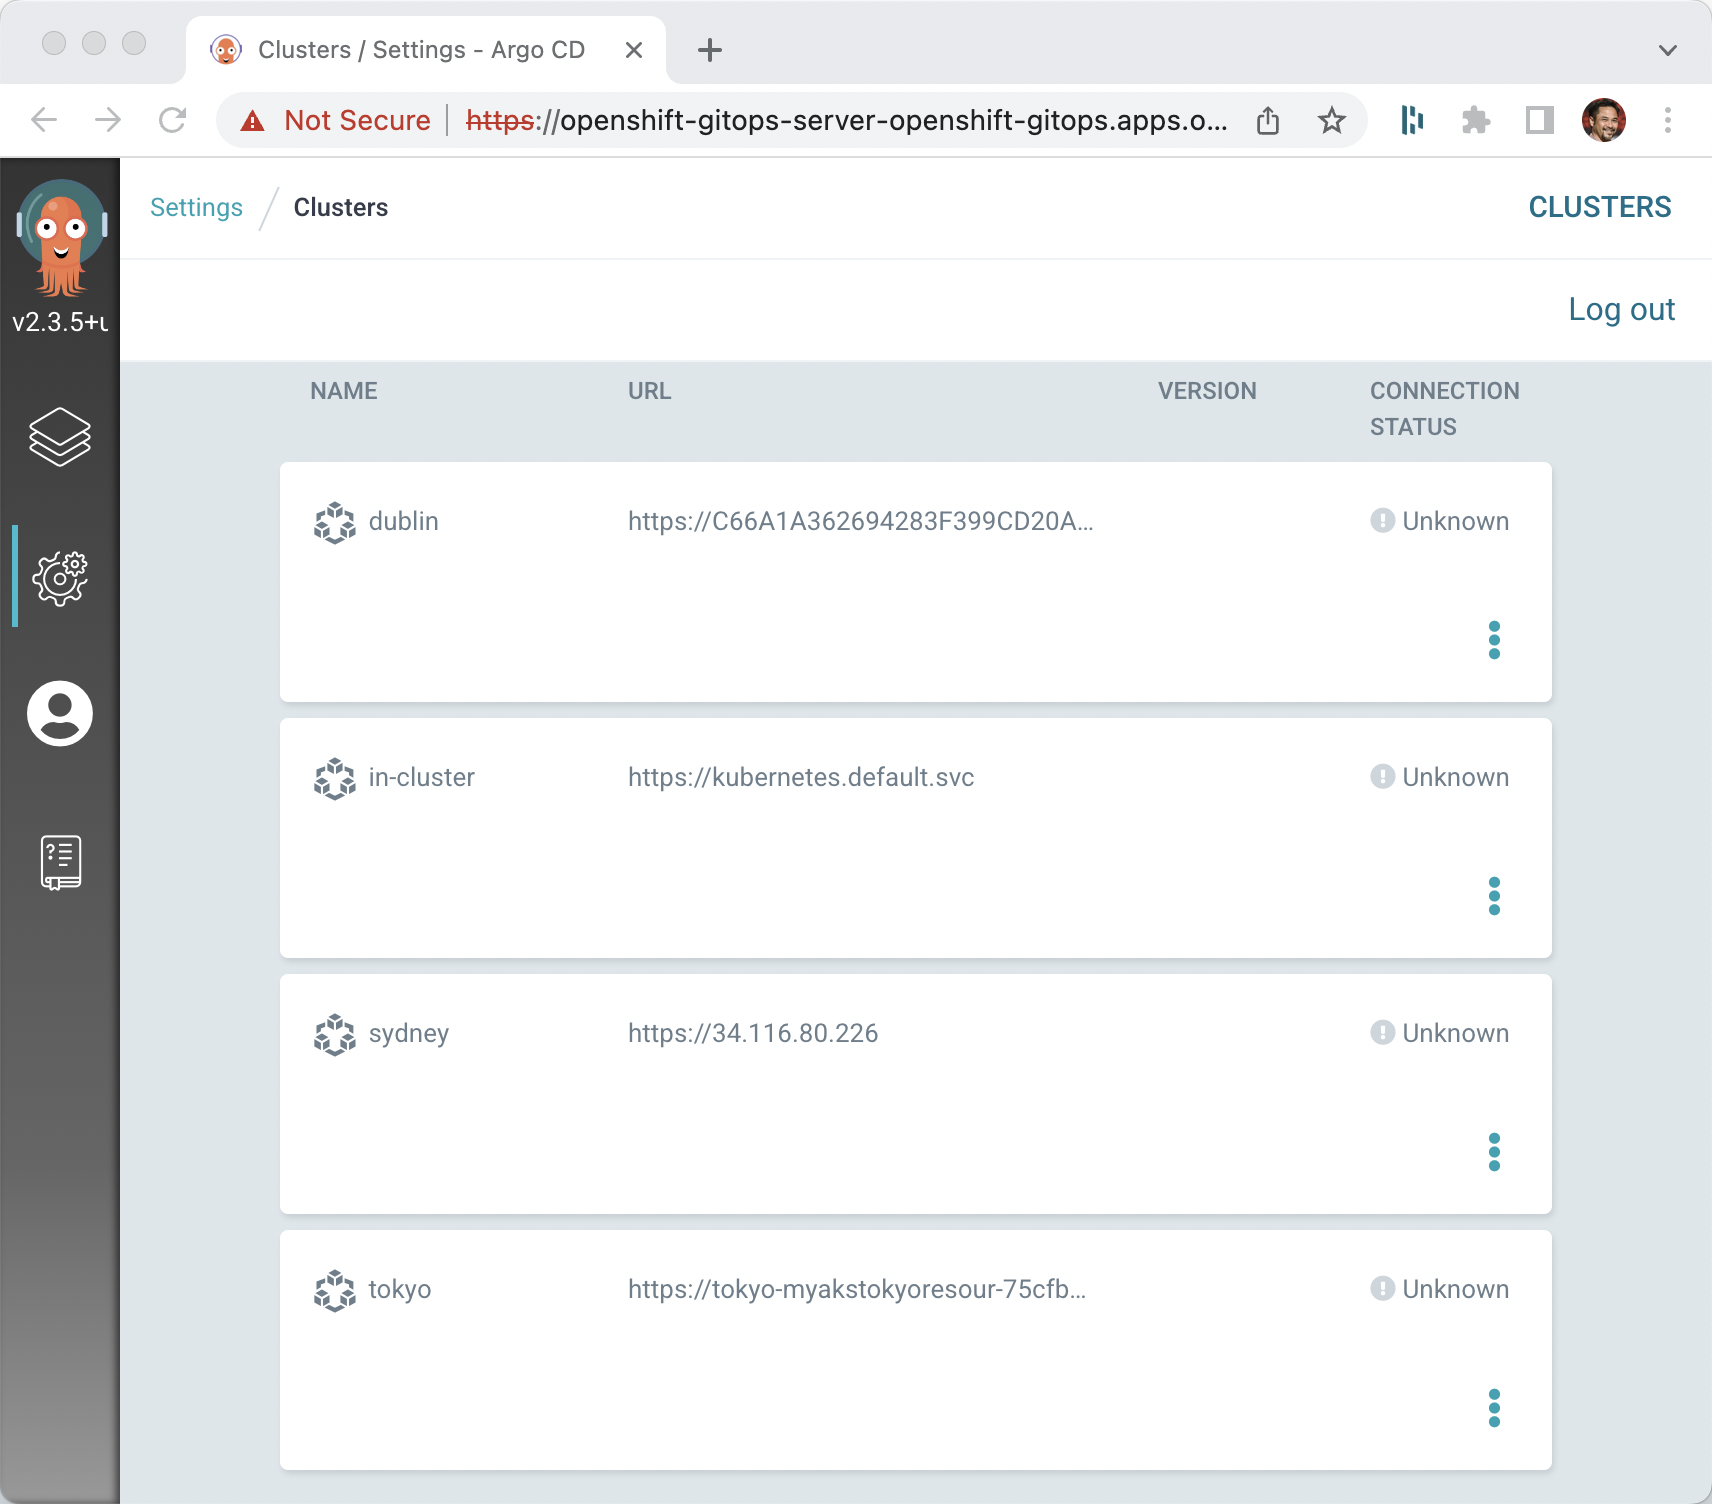 Clusters / Settings - Argo CD
Not Secure https://openshift-gitops-server-openshift-gitops.apps.o...
Settings / Clusters
CLUSTERS
v2.3.5+u
Log out
NAME URL VERSION CONNECTION STATUS
dublin https://C66A1A362694283F399CD20A... Unknown
in-cluster https://kubernetes.default.svc Unknown
sydney https://34.116.80.226 Unknown
tokyo https://tokyo-myakstokyoresour-75cfb... Unknown